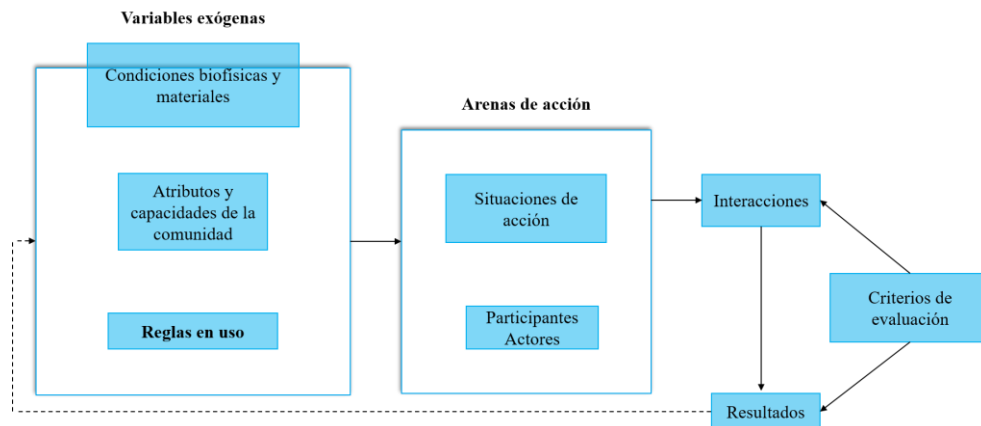 Variables exógenas
Condiciones biofísicas y
materiales
Atributos y
capacidades de la
comunidad
Reglas en uso
Arenas de acción
Situaciones de
acción
Participantes
Actores
Interacciones
Criterios de
evaluación
Resultados